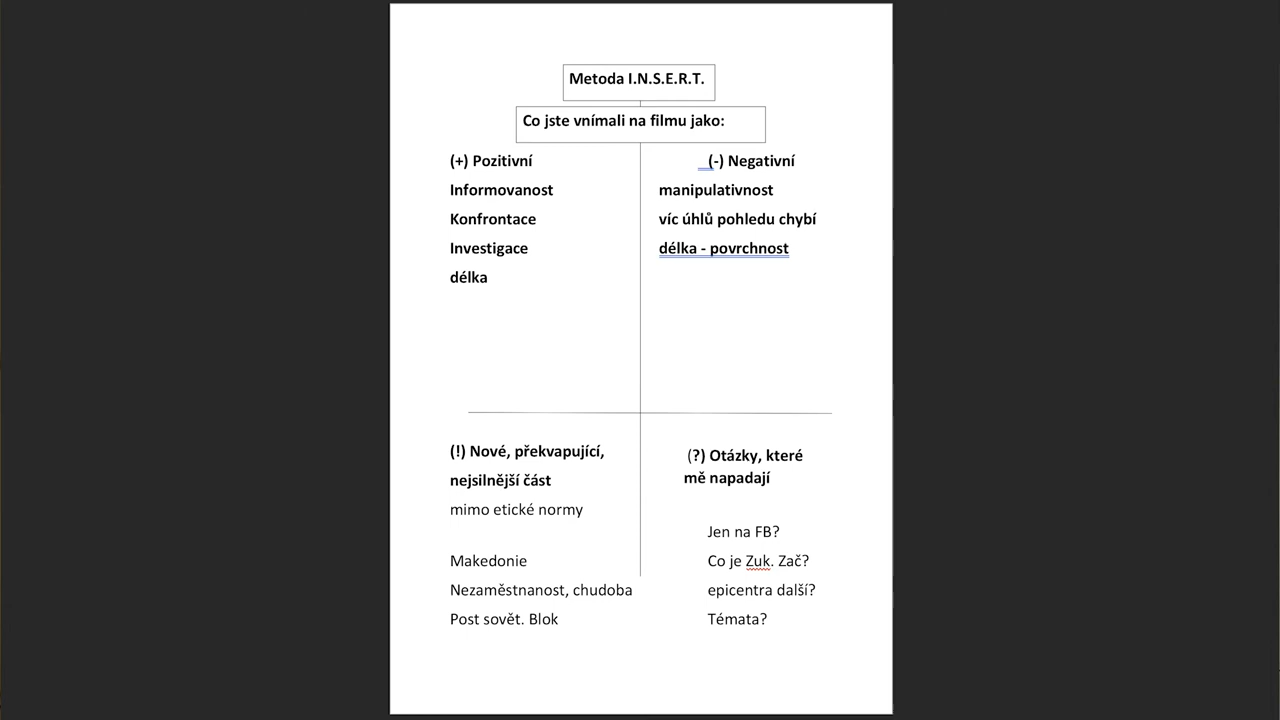 Metoda I.N.S.E.R.T.
Co jste vnímali na filmu jako:
(+) Pozitivní
Informovanost
Konfrontace
Investigace
délka
(-) Negativní
manipulativnost
víc úhlů pohledu chybí
délka - povrchnost
(!) Nové, překvapující,
nejsilnější část
mimo etické normy
Makedonie
Nezaměstnanost, chudoba
Post sovět. Blok
(?) Otázky, které
mě napadají
Jen na FB?
Co je Zuk. Zač?
epicentra další?
Témata?